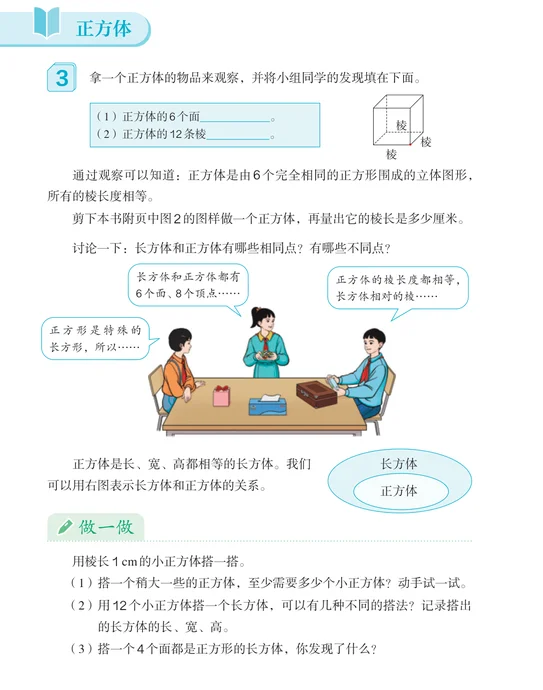 正方体
3 拿一个正方体的物品来观察，并将小组同学的发现填在下面。
（1）正方体的6个面__________。
（2）正方体的12条棱__________。
棱
棱
棱
通过观察可以知道：正方体是由6个完全相同的正方形围成的立体图形，
所有的棱长度相等。
剪下本书附页中图2的图样做一个正方体，再量出它的棱长是多少厘米。
讨论一下：长方体和正方体有哪些相同点？有哪些不同点？
长方体和正方体都有
6个面、8个顶点……
正方体的棱长度都相等，
长方体相对的棱……
正方形是特殊的
长方形，所以……
正方体是长、宽、高都相等的长方体。我们
可以用右图表示长方体和正方体的关系。
长方体
正方体
做一做
用棱长1 cm的小正方体搭一搭。
（1）搭一个稍大一些的正方体，至少需要多少个小正方体？动手试一试。
（2）用12个小正方体搭一个长方体，可以有几种不同的搭法？记录搭出
的长方体的长、宽、高。
（3）搭一个4个面都是正方形的长方体，你发现了什么？